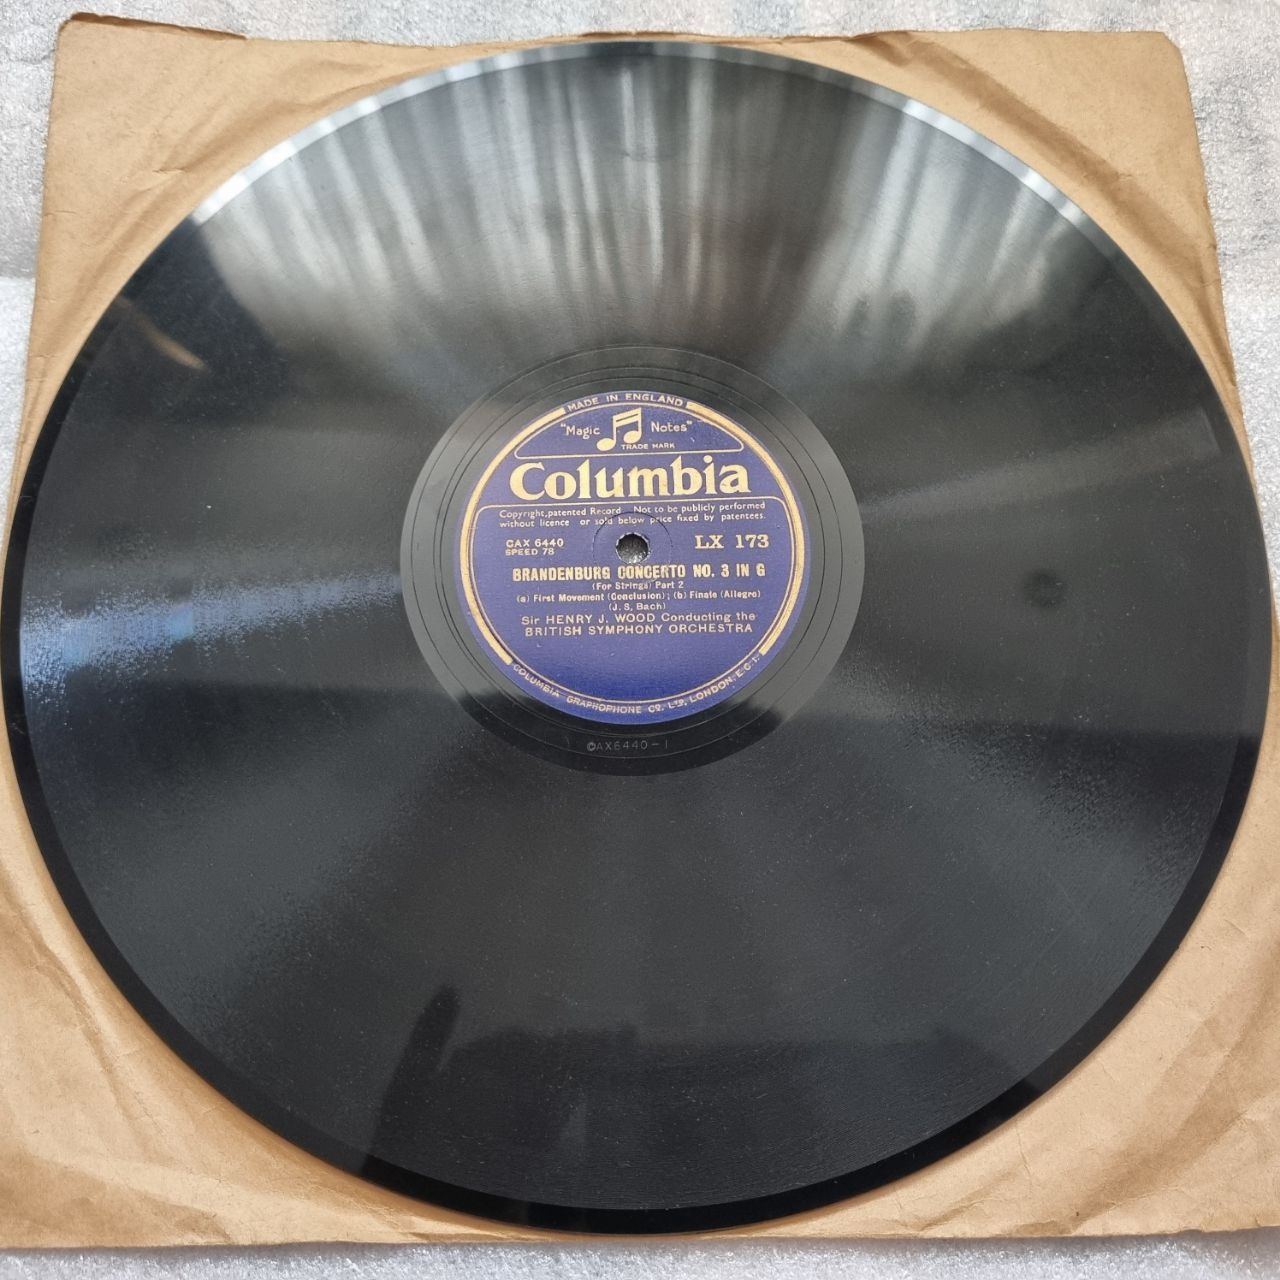 MADE IN ENGLAND
"Magic Notes"
TRADE MARK
Columbia
Copyright,patented Record. Not to be publicly performed
without licence or sold below price fixed by patentees.
CAX 6440 LX 173
SPEED 78
BRANDENBURG CONCERTO NO. 3 IN G
(For Strings) Part 2
(a) First Movement (Conclusion); (b) Finale (Allegro)
(J. S. Bach)
Sir HENRY J. WOOD Conducting the
BRITISH SYMPHONY ORCHESTRA
COLUMBIA GRAPHOPHONE CO. LTD. LONDON. E.C.1.
CAX6440-1